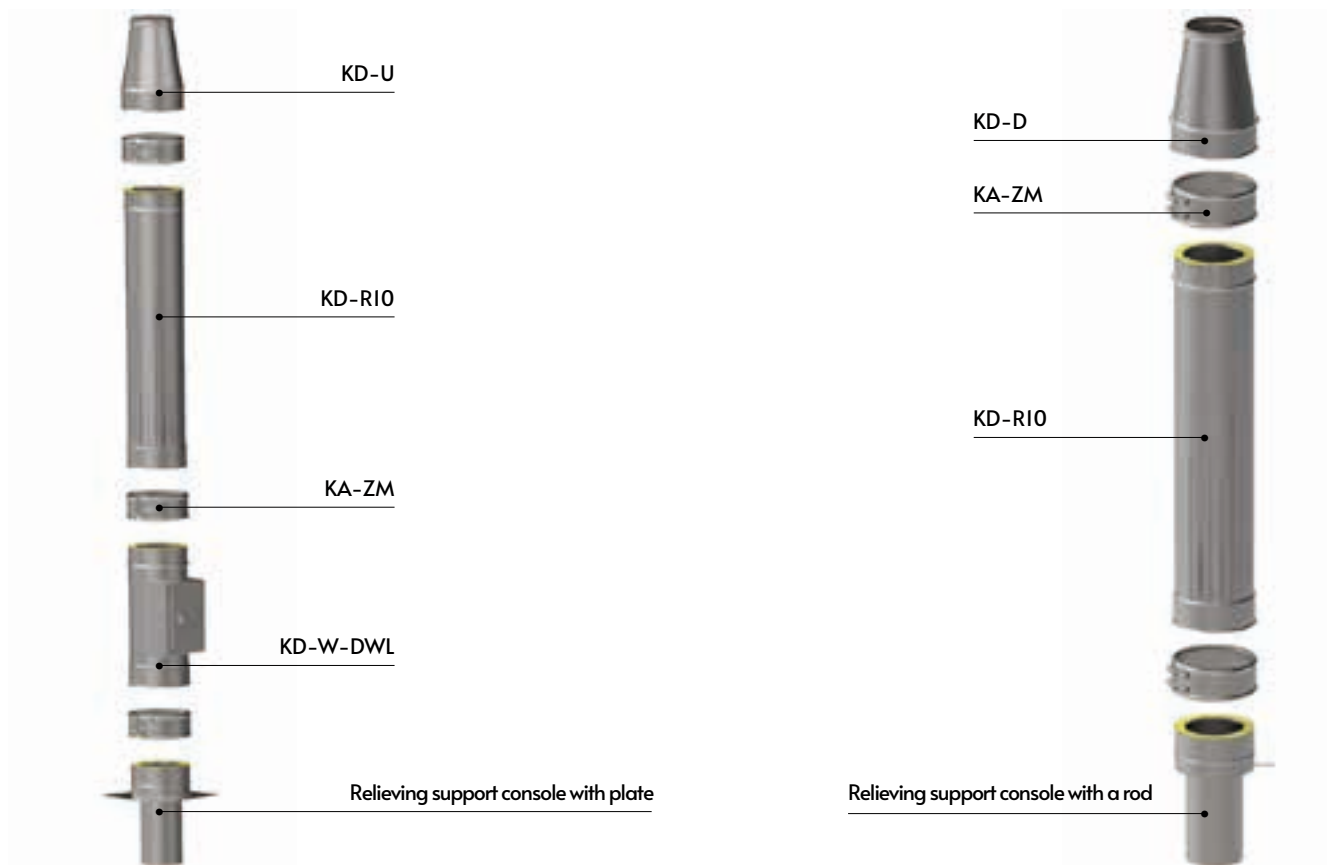 KD-U
KD-R10
KA-ZM
KD-W-DWL
Relieving support console with plate
KD-D
KA-ZM
KD-R10
Relieving support console with a rod